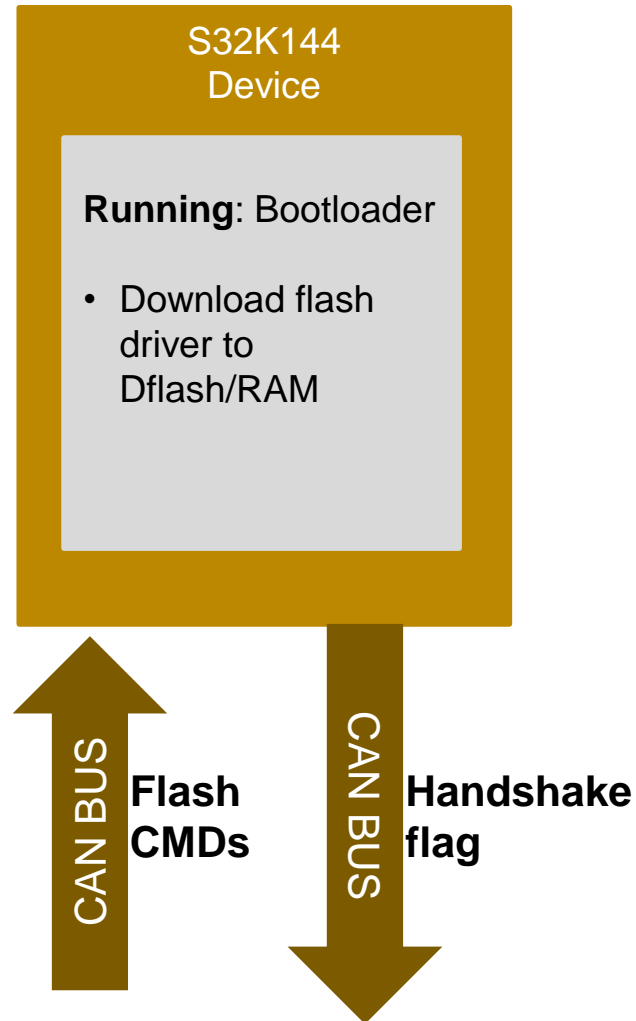 S32K144
Device
Running: Bootloader
• Download flash
driver to
Dflash/RAM
CAN BUS
Flash
CMDs
CAN BUS
Handshake
flag